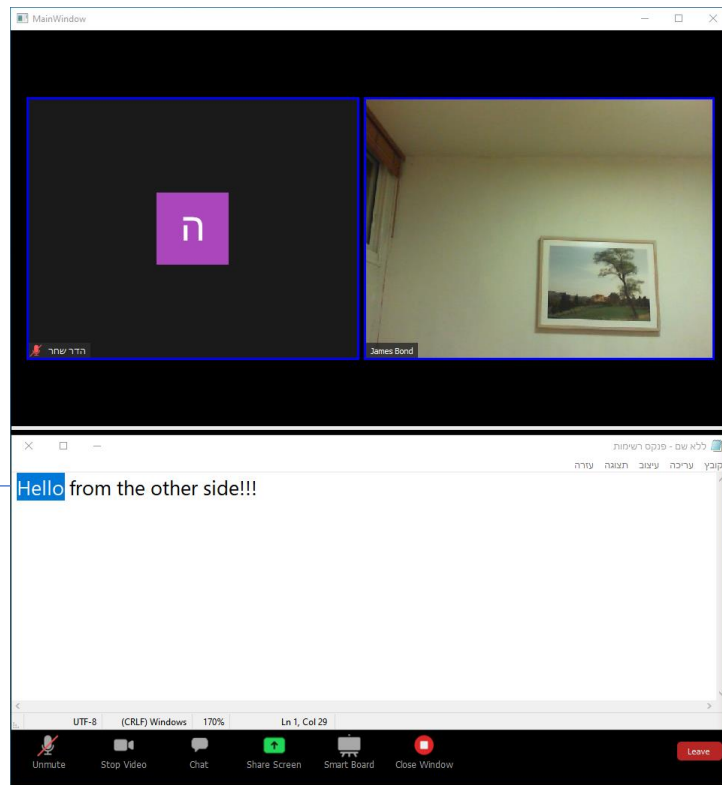 MainWindow
ה
הדר שחר
James Bond
ללא שם - פנקס רשימות
קובץ עריכה עיצוב תצוגה עזרה
Hello from the other side!!!
UTF-8 (CRLF) Windows 170% Ln 1, Col 29
Unmute Stop Video Chat Share Screen Smart Board Close Window Leave